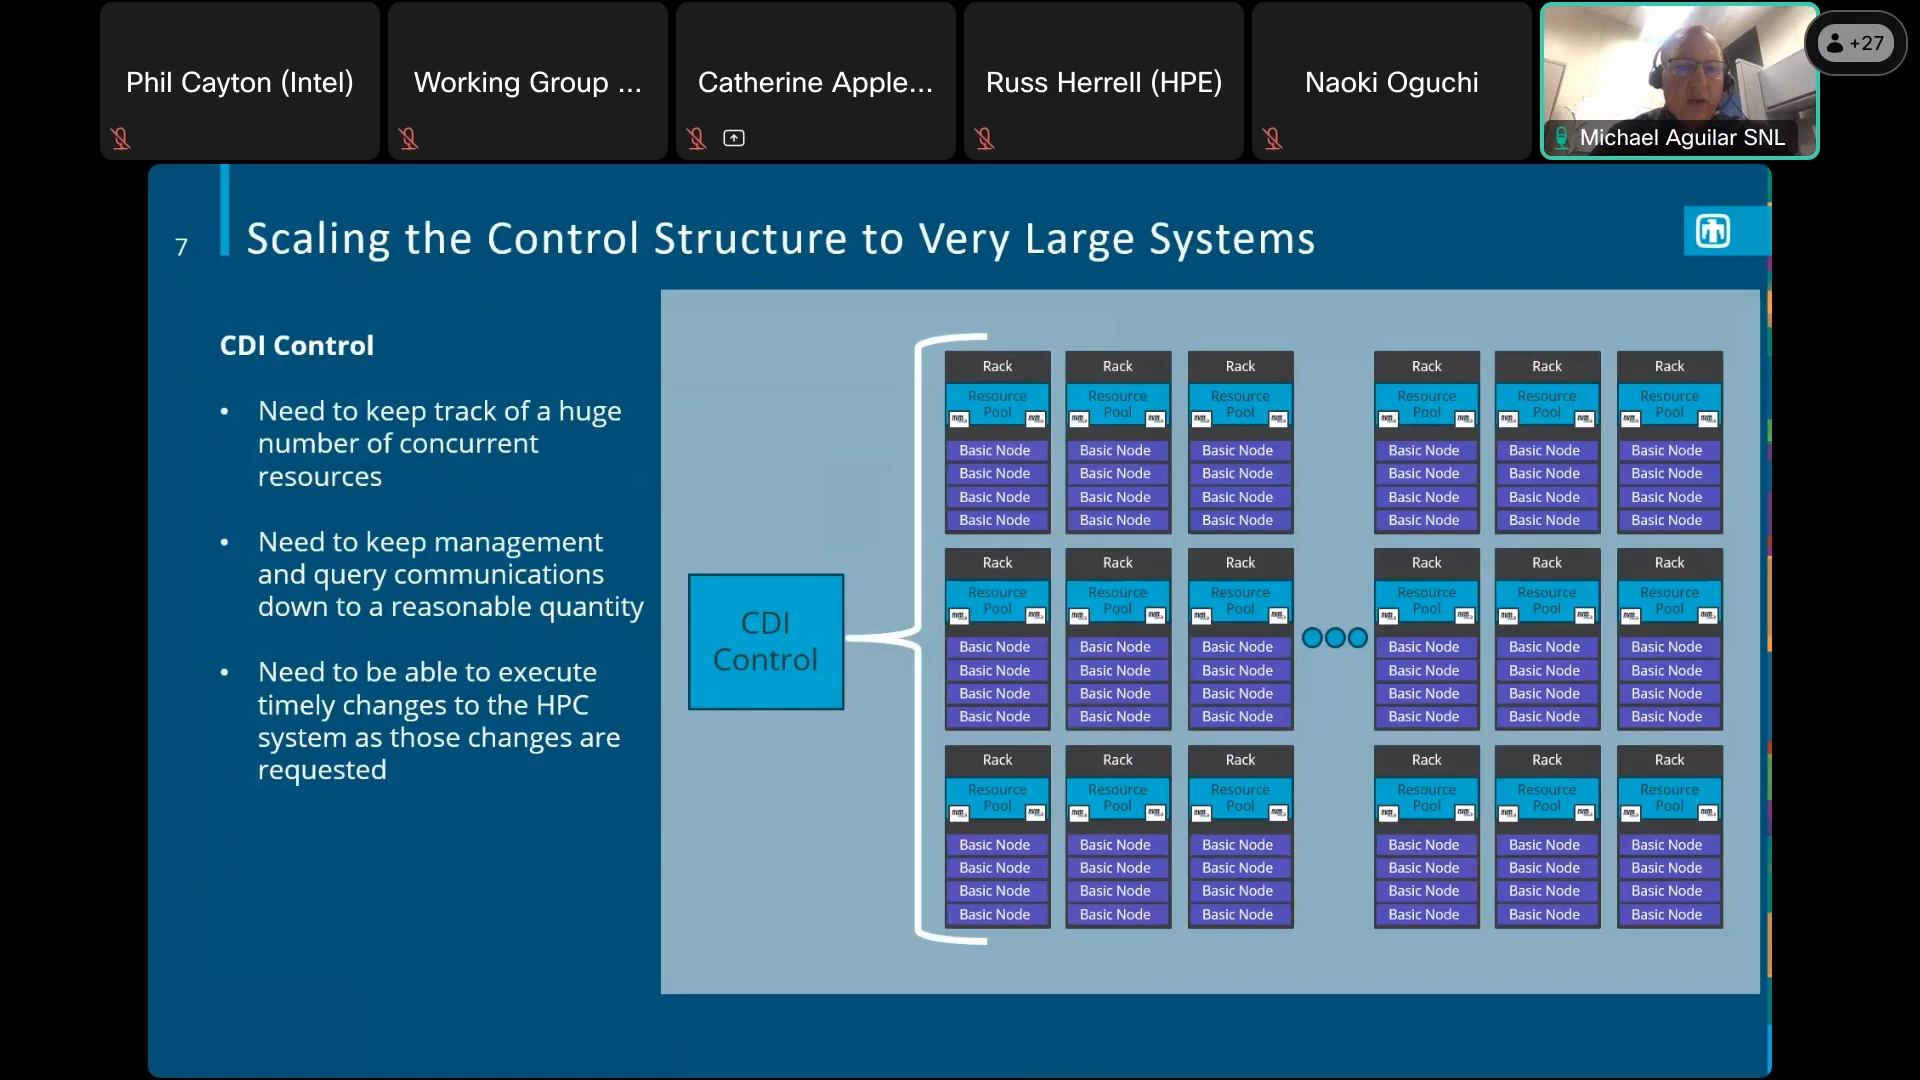 Phil Cayton (Intel)
Working Group ...
Catherine Apple...
Russ Herrell (HPE)
Naoki Oguchi
Michael Aguilar SNL
+27
7
Scaling the Control Structure to Very Large Systems
CDI Control
• Need to keep track of a huge
number of concurrent
resources
• Need to keep management
and query communications
down to a reasonable quantity
• Need to be able to execute
timely changes to the HPC
system as those changes are
requested
CDI
Control
Rack Rack Rack Rack Rack Rack
Resource Resource Resource Resource Resource Resource
Pool Pool Pool Pool Pool Pool
Basic Node Basic Node Basic Node Basic Node Basic Node Basic Node
Basic Node Basic Node Basic Node Basic Node Basic Node Basic Node
Basic Node Basic Node Basic Node Basic Node Basic Node Basic Node
Basic Node Basic Node Basic Node Basic Node Basic Node Basic Node
Rack Rack Rack Rack Rack Rack
Resource Resource Resource Resource Resource Resource
Pool Pool Pool Pool Pool Pool
Basic Node Basic Node Basic Node Basic Node Basic Node Basic Node
Basic Node Basic Node Basic Node Basic Node Basic Node Basic Node
Basic Node Basic Node Basic Node Basic Node Basic Node Basic Node
Basic Node Basic Node Basic Node Basic Node Basic Node Basic Node
Rack Rack Rack Rack Rack Rack
Resource Resource Resource Resource Resource Resource
Pool Pool Pool Pool Pool Pool
Basic Node Basic Node Basic Node Basic Node Basic Node Basic Node
Basic Node Basic Node Basic Node Basic Node Basic Node Basic Node
Basic Node Basic Node Basic Node Basic Node Basic Node Basic Node
Basic Node Basic Node Basic Node Basic Node Basic Node Basic Node